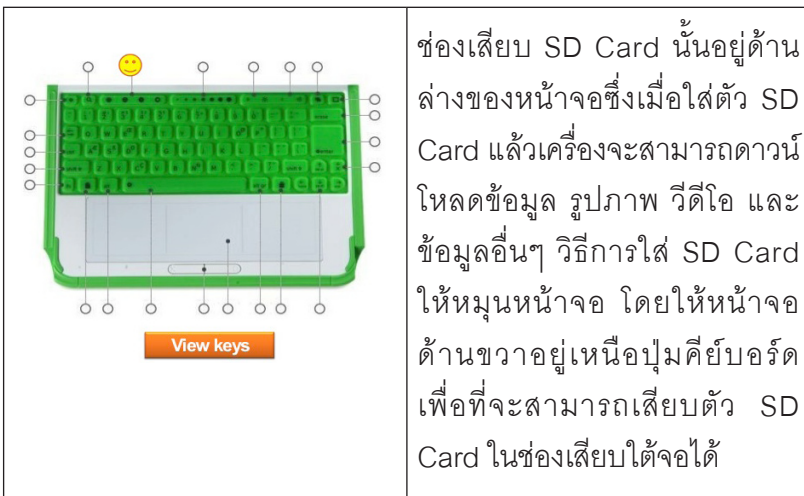 View keys
ช่องเสียบ SD Card นั้นอยู่ด้าน
ล่างของหน้าจอซึ่งเมื่อใส่ตัว SD
Card แล้วเครื่องจะสามารถดาวน์
โหลดข้อมูล รูปภาพ วีดีโอ และ
ข้อมูลอื่นๆ วิธีการใส่ SD Card
ให้หมุนหน้าจอ โดยให้หน้าจอ
ด้านขวาอยู่เหนือปุ่มคีย์บอร์ด
เพื่อที่จะสามารถเสียบตัว SD
Card ในช่องเสียบใต้จอได้